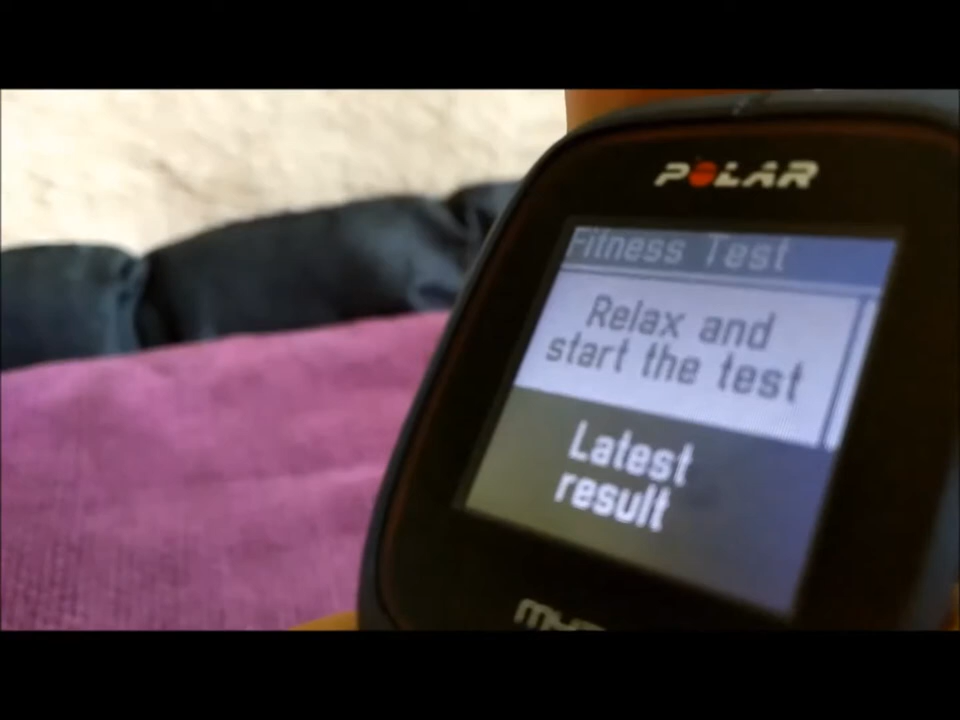 POLAR
Fitness Test
Relax and
start the test
Latest
result